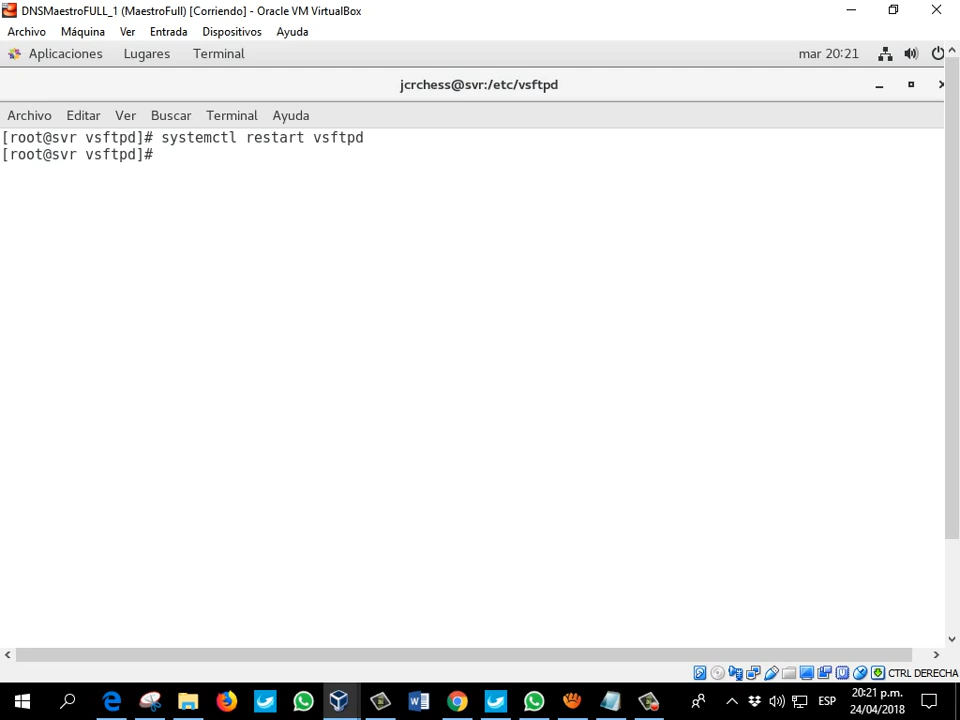 DNSMaestroFULL_1 (MaestroFull) [Corriendo] - Oracle VM VirtualBox
Archivo Máquina Ver Entrada Dispositivos Ayuda
Aplicaciones Lugares Terminal mar 20:21
jcrchess@svr:/etc/vsftpd
Archivo Editar Ver Buscar Terminal Ayuda
[root@svr vsftpd]# systemctl restart vsftpd
[root@svr vsftpd]#
CTRL DERECHA
ESP
20:21 p.m.
24/04/2018